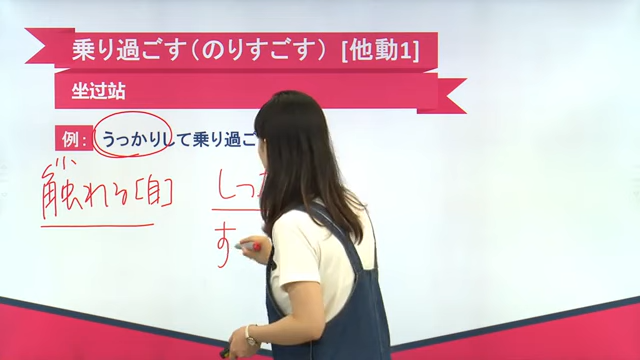 乗り過ごす（のりすごす） [他動1]
坐过站
例：うっかりして乗り過ご
触れる[自]
しっ
す